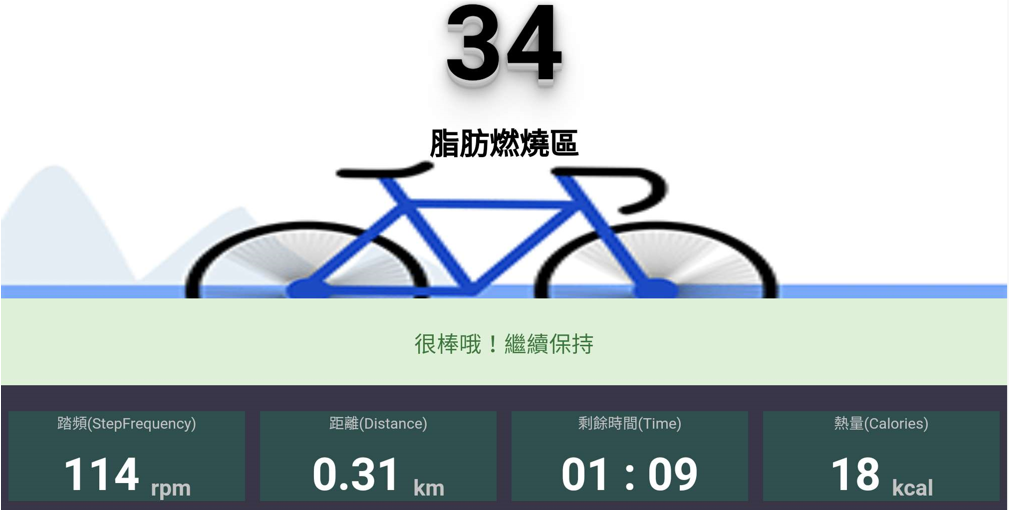 34
脂肪燃燒區
很棒哦！繼續保持
踏頻(StepFrequency)
114 rpm
距離(Distance)
0.31 km
剩餘時間(Time)
01 : 09
熱量(Calories)
18 kcal